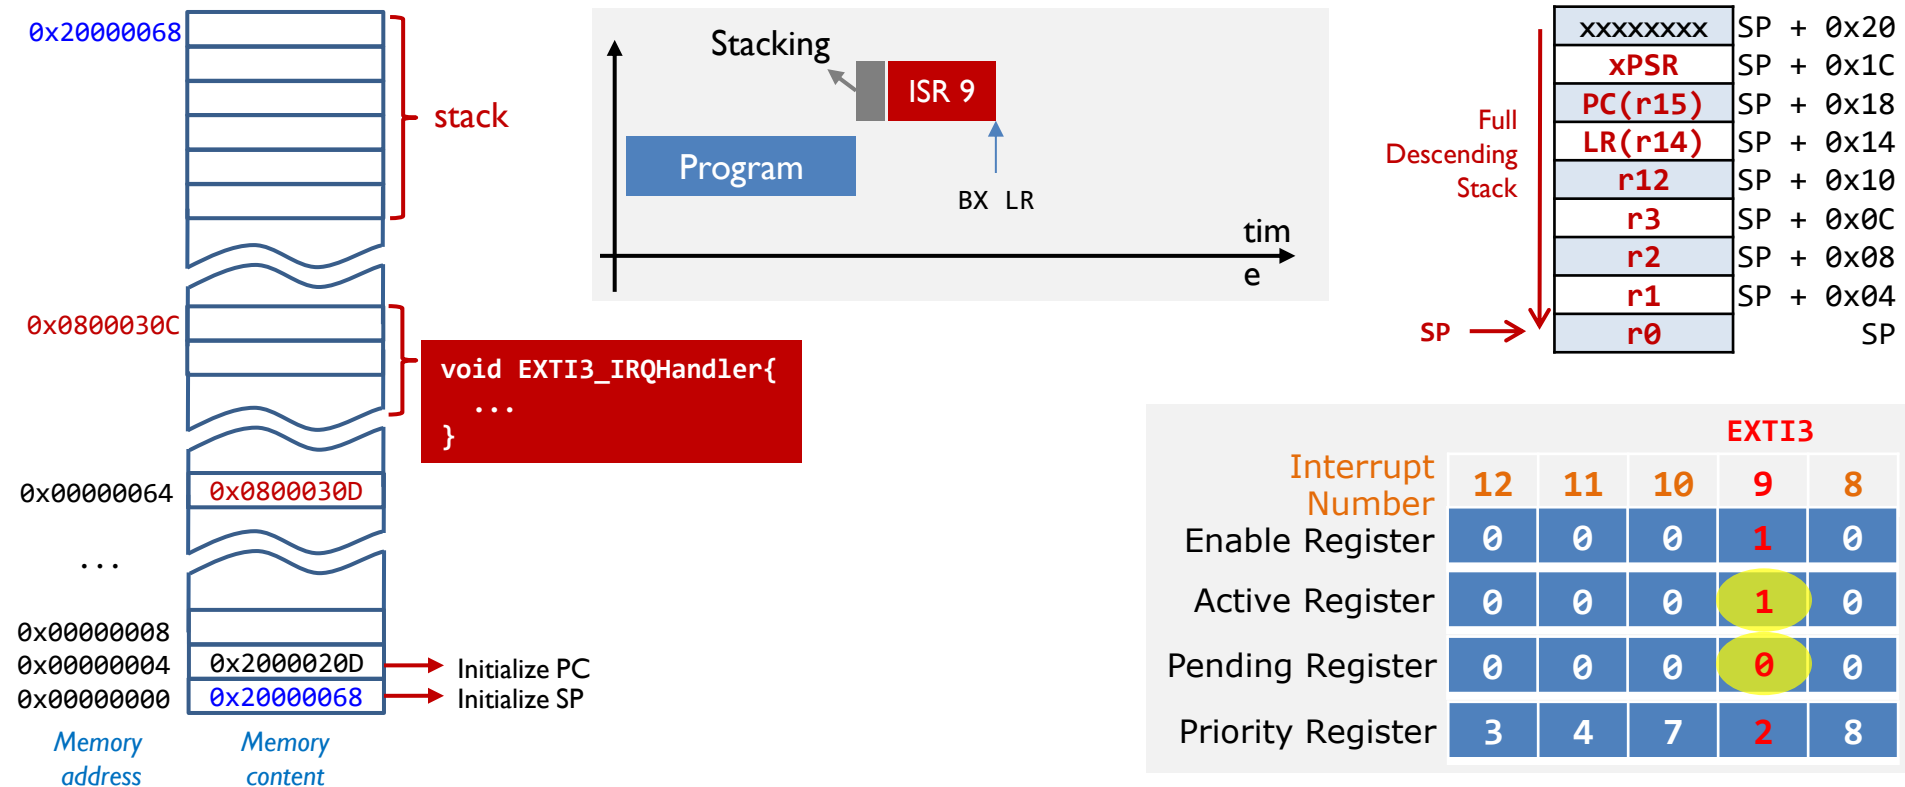 0x20000068
stack
0x0800030C
void EXTI3_IRQHandler{
...
}
0x00000064 0x0800030D
...
0x00000008
0x00000004 0x2000020D Initialize PC
0x00000000 0x20000068 Initialize SP
Memory
address
Memory
content
Stacking
ISR 9
Program
BX LR
tim
e
xxxxxxxx SP + 0x20
xPSR SP + 0x1C
PC(r15) SP + 0x18
LR(r14) SP + 0x14
r12 SP + 0x10
r3 SP + 0x0C
r2 SP + 0x08
r1 SP + 0x04
SP r0 SP
Full
Descending
Stack
EXTI3
Interrupt
Number
12 11 10 9 8
Enable Register 0 0 0 1 0
Active Register 0 0 0 1 0
Pending Register 0 0 0 0 0
Priority Register 3 4 7 2 8